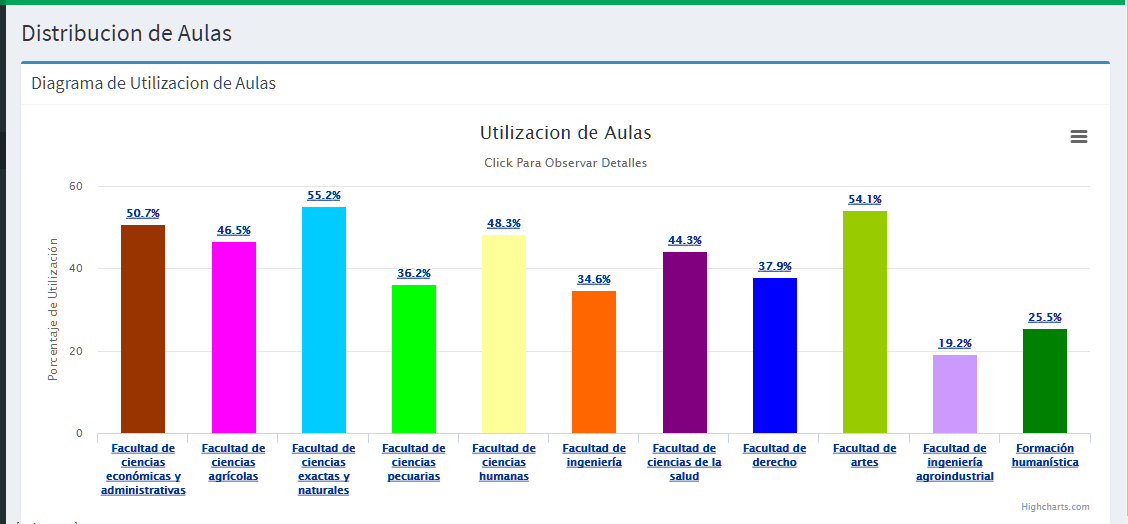 Distribucion de Aulas
Diagrama de Utilizacion de Aulas
Utilizacion de Aulas
Click Para Observar Detalles
Porcentaje de Utilización
60
40
20
0
50.7%
46.5%
55.2%
36.2%
48.3%
34.6%
44.3%
37.9%
54.1%
19.2%
25.5%
Facultad de
ciencias
económicas y
administrativas
Facultad de
ciencias
agrícolas
Facultad de
ciencias
exactas y
naturales
Facultad de
ciencias
pecuarias
Facultad de
ciencias
humanas
Facultad de
ingeniería
Facultad de
ciencias de la
salud
Facultad de
derecho
Facultad de
artes
Facultad de
ingeniería
agroindustrial
Formación
humanística
Highcharts.com